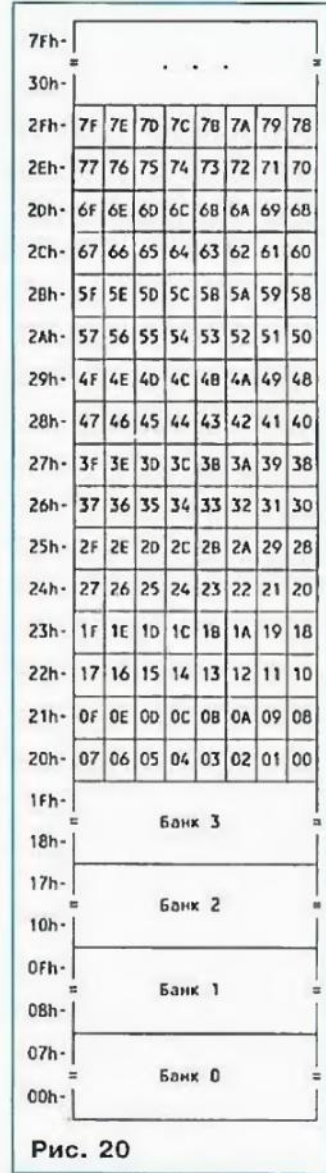 7Fh-
= . . . =
30h-
2Fh- 7F 7E 7D 7C 7B 7A 79 78
2Eh- 77 76 75 74 73 72 71 70
2Dh- 6F 6E 6D 6C 6B 6A 69 68
2Ch- 67 66 65 64 63 62 61 60
2Bh- 5F 5E 5D 5C 5B 5A 59 58
2Ah- 57 56 55 54 53 52 51 50
29h- 4F 4E 4D 4C 4B 4A 49 48
28h- 47 46 45 44 43 42 41 40
27h- 3F 3E 3D 3C 3B 3A 39 38
26h- 37 36 35 34 33 32 31 30
25h- 2F 2E 2D 2C 2B 2A 29 28
24h- 27 26 25 24 23 22 21 20
23h- 1F 1E 1D 1C 1B 1A 19 18
22h- 17 16 15 14 13 12 11 10
21h- 0F 0E 0D 0C 0B 0A 09 08
20h- 07 06 05 04 03 02 01 00
1Fh-
= Банк 3 =
18h-
17h-
= Банк 2 =
10h-
0Fh-
= Банк 1 =
08h-
07h-
= Банк 0 =
00h-
Рис. 20